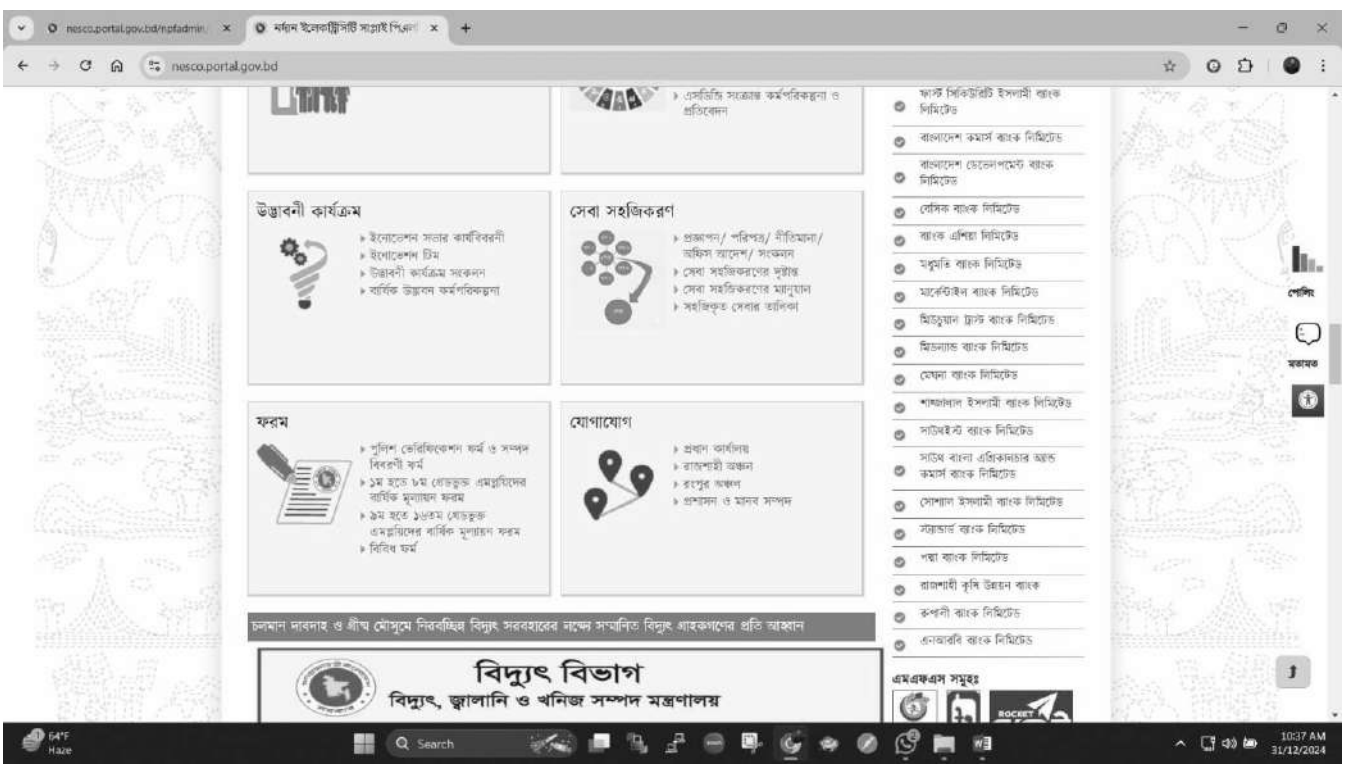 nesco.portal.gov.bd/npfadmin/
নর্দান ইলেকট্রিসিটি সাপ্লাই পিএল
nesco.portal.gov.bd
এসডিজি সংক্রান্ত কর্মপরিকল্পনা ও
প্রতিবেদন
উদ্ভাবনী কার্যক্রম
ইনোভেশন সভার কার্যবিবরনী
ইনোভেশন টিম
উদ্ভাবনী কার্যক্রম সংকলন
বার্ষিক উদ্ভাবন কর্মপরিকল্পনা
সেবা সহজিকরণ
প্রজ্ঞাপন/ পরিপত্র/ নীতিমালা/
অফিস আদেশ/ সংকলন
সেবা সহজিকরণের দৃষ্টান্ত
সেবা সহজিকরণের ম্যানুয়াল
সহজিকৃত সেবার তালিকা
ফরম
পুলিশ ভেরিফিকেশন ফর্ম ও সম্পদ
বিবরণী ফর্ম
১ম হতে ৮ম গ্রেডভুক্ত এমপ্লয়িদের
বার্ষিক মূল্যায়ন ফরম
৯ম হতে ১৬তম গ্রেডভুক্ত
এমপ্লয়িদের বার্ষিক মূল্যায়ন ফরম
বিবিধ ফর্ম
যোগাযোগ
প্রধান কার্যালয়
রাজশাহী অঞ্চল
রংপুর অঞ্চল
প্রশাসন ও মানব সম্পদ
চলমান দাবদাহ ও গ্রীষ্ম মৌসুমে নিরবচ্ছিন্ন বিদ্যুৎ সরবরাহের লক্ষ্যে সম্মানিত বিদ্যুৎ গ্রাহকগণের প্রতি আহ্বান
বিদ্যুৎ বিভাগ
বিদ্যুৎ, জ্বালানি ও খনিজ সম্পদ মন্ত্রণালয়
ফার্স্ট সিকিউরিটি ইসলামী ব্যাংক
লিমিটেড
বাংলাদেশ কমার্স ব্যাংক লিমিটেড
বাংলাদেশ ডেভেলপমেন্ট ব্যাংক
লিমিটেড
বেসিক ব্যাংক লিমিটেড
ব্যাংক এশিয়া লিমিটেড
মধুমতি ব্যাংক লিমিটেড
মার্কেন্টাইল ব্যাংক লিমিটেড
মিউচুয়াল ট্রাস্ট ব্যাংক লিমিটেড
মিডল্যান্ড ব্যাংক লিমিটেড
মেঘনা ব্যাংক লিমিটেড
শাহ্জালাল ইসলামী ব্যাংক লিমিটেড
সাউথইস্ট ব্যাংক লিমিটেড
সাউথ বাংলা এগ্রিকালচার অ্যান্ড
কমার্স ব্যাংক লিমিটেড
সোশ্যাল ইসলামী ব্যাংক লিমিটেড
স্ট্যান্ডার্ড ব্যাংক লিমিটেড
পদ্মা ব্যাংক লিমিটেড
রাজশাহী কৃষি উন্নয়ন ব্যাংক
রুপালী ব্যাংক লিমিটেড
এনআরবি ব্যাংক লিমিটেড
এমএফএস সমূহঃ
ROCKET
পোলিং
মতামত
64°F
Haze
Search
10:37 AM
31/12/2024